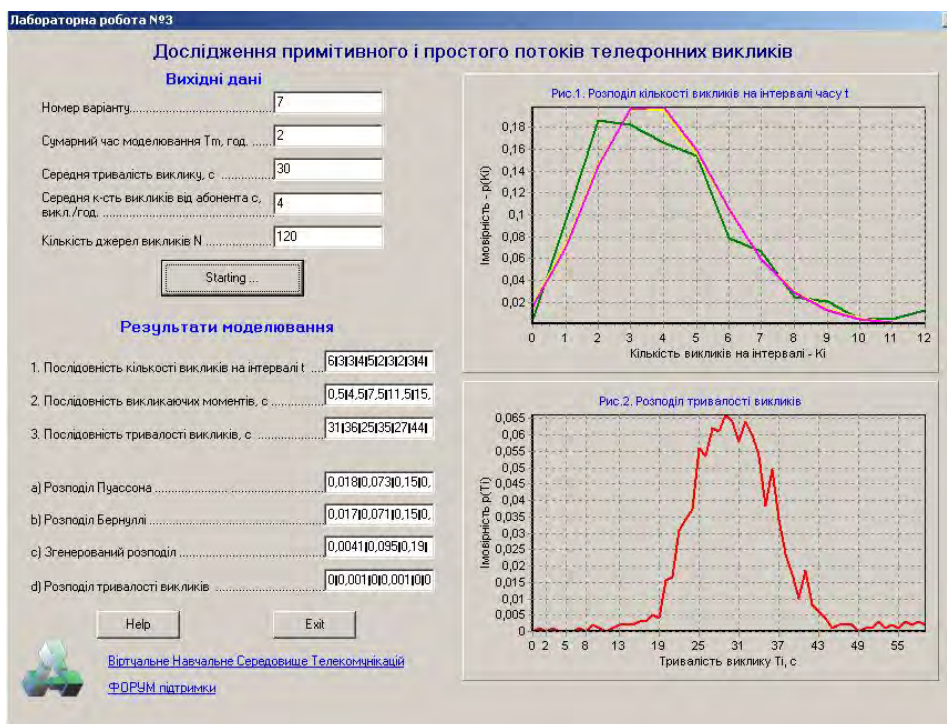 Лабораторна робота №3
Дослідження примітивного і простого потоків телефонних викликів
Вихідні дані
Номер варіанту 7
Сумарний час моделювання Тm, год. 2
Середня тривалість виклику, с 30
Середня к-сть викликів від абонента с,
викл./год. 4
Кількість джерел викликів N 120
Starting ...
Результати моделювання
1. Послідовність кількості викликів на інтервалі t 6|3|3|4|5|2|3|2|3|4|
2. Послідовність викликаючих моментів, с 0,5|4,5|7,5|11,5|15,
3. Послідовність тривалості викликів, с 31|36|25|35|27|44|
а) Розподіл Пуассона 0,018|0,073|0,15|0,
b) Розподіл Бернуллі 0,017|0,071|0,15|0,
c) Згенерований розподіл 0,0041|0,095|0,19|
d) Розподіл тривалості викликів 0|0,001|0|0,001|0|0
Help
Exit
Віртуальне Навчальне Середовище Телекомунікацій
ФОРУМ підтримки
Рис.1. Розподіл кількості викликів на інтервалі часу t
Імовірність - p(Ki)
0,18
0,16
0,14
0,12
0,1
0,08
0,06
0,04
0,02
0 1 2 3 4 5 6 7 8 9 10 11 12
Кількість викликів на інтервалі - Ki
Рис.2. Розподіл тривалості викликів
Імовірність p(Ti)
0,065
0,06
0,055
0,05
0,045
0,04
0,035
0,03
0,025
0,02
0,015
0,01
0,005
0
0 2 5 8 13 19 25 31 37 43 49 55
Тривалість виклику Ti, с